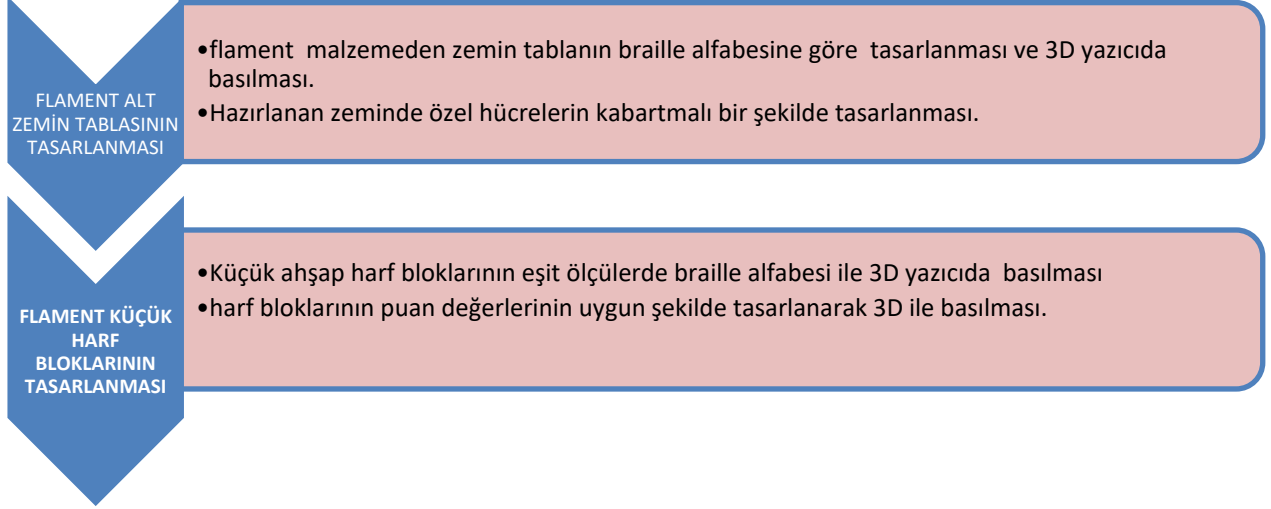 FLAMENT ALT
ZEMİN TABLASININ
TASARLANMASI
•flament  malzemeden zemin tablanın braille alfabesine göre  tasarlanması ve 3D yazıcıda
basılması.
•Hazırlanan zeminde özel hücrelerin kabartmalı bir şekilde tasarlanması.
FLAMENT KÜÇÜK
HARF
BLOKLARININ
TASARLANMASI
•Küçük ahşap harf bloklarının eşit ölçülerde braille alfabesi ile 3D yazıcıda  basılması
•harf bloklarının puan değerlerinin uygun şekilde tasarlanarak 3D ile basılması.